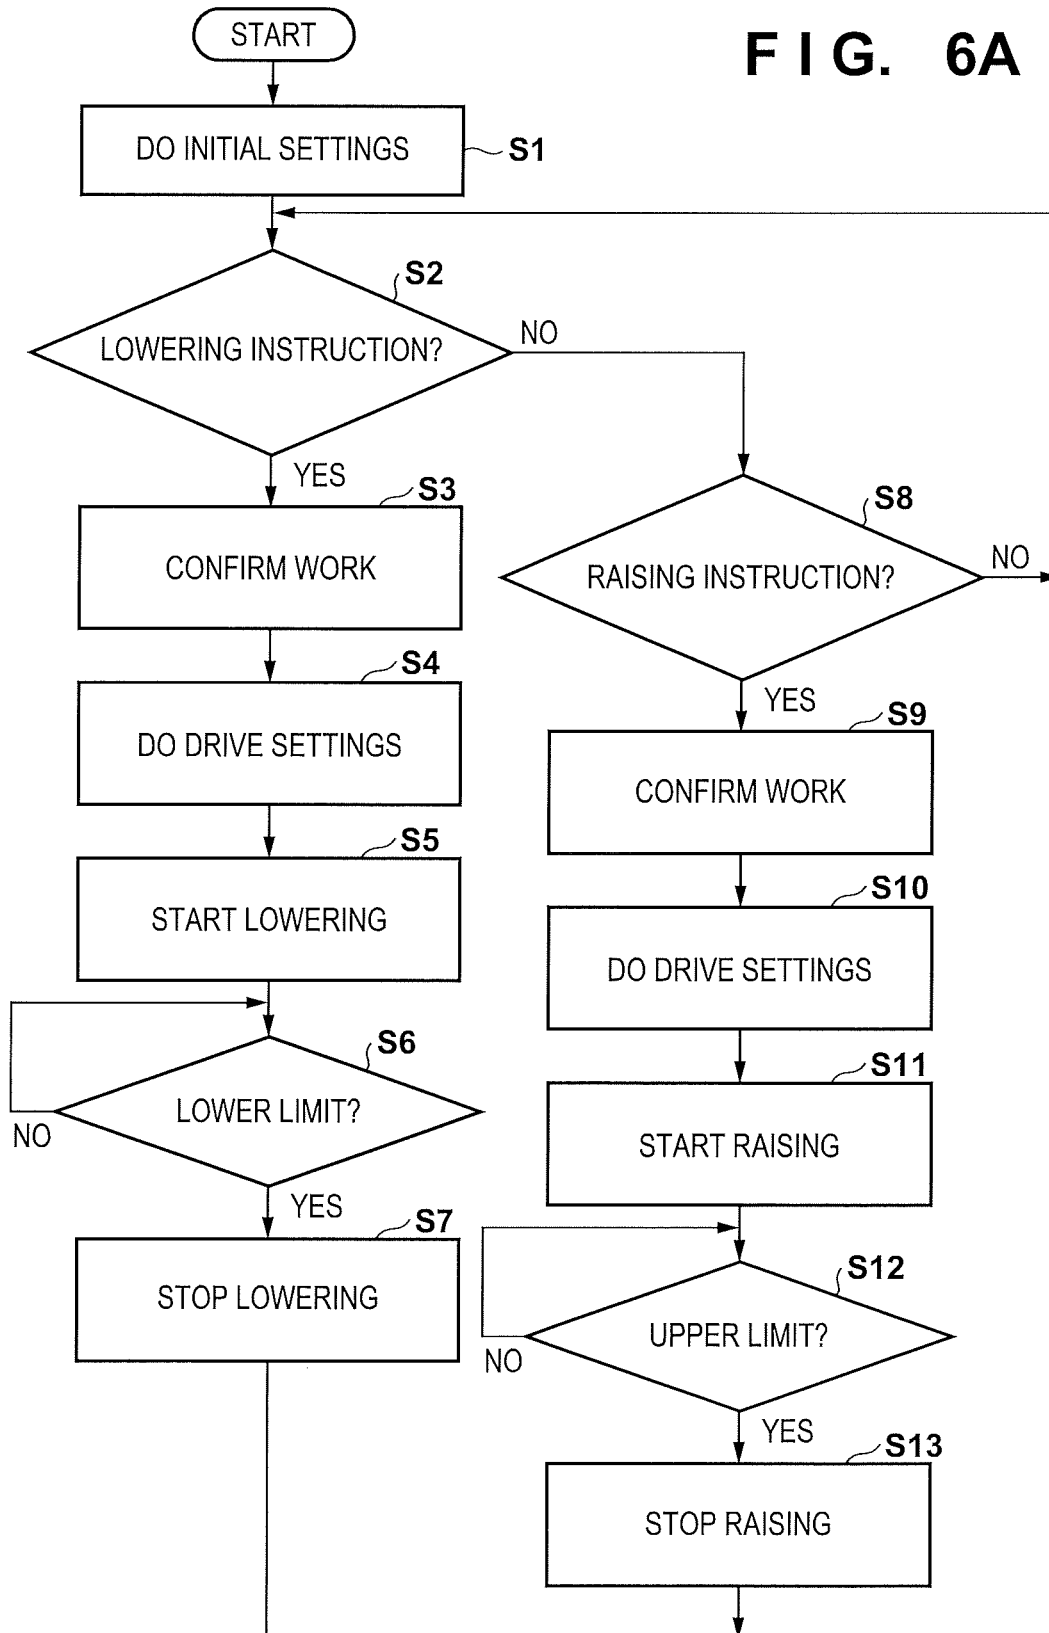 START
FIG. 6A
DO INITIAL SETTINGS
S1
S2
LOWERING INSTRUCTION?
NO
YES
S3
CONFIRM WORK
S4
DO DRIVE SETTINGS
S5
START LOWERING
S6
LOWER LIMIT?
NO
YES
S7
STOP LOWERING
S8
RAISING INSTRUCTION?
NO
YES
S9
CONFIRM WORK
S10
DO DRIVE SETTINGS
S11
START RAISING
S12
UPPER LIMIT?
NO
YES
S13
STOP RAISING